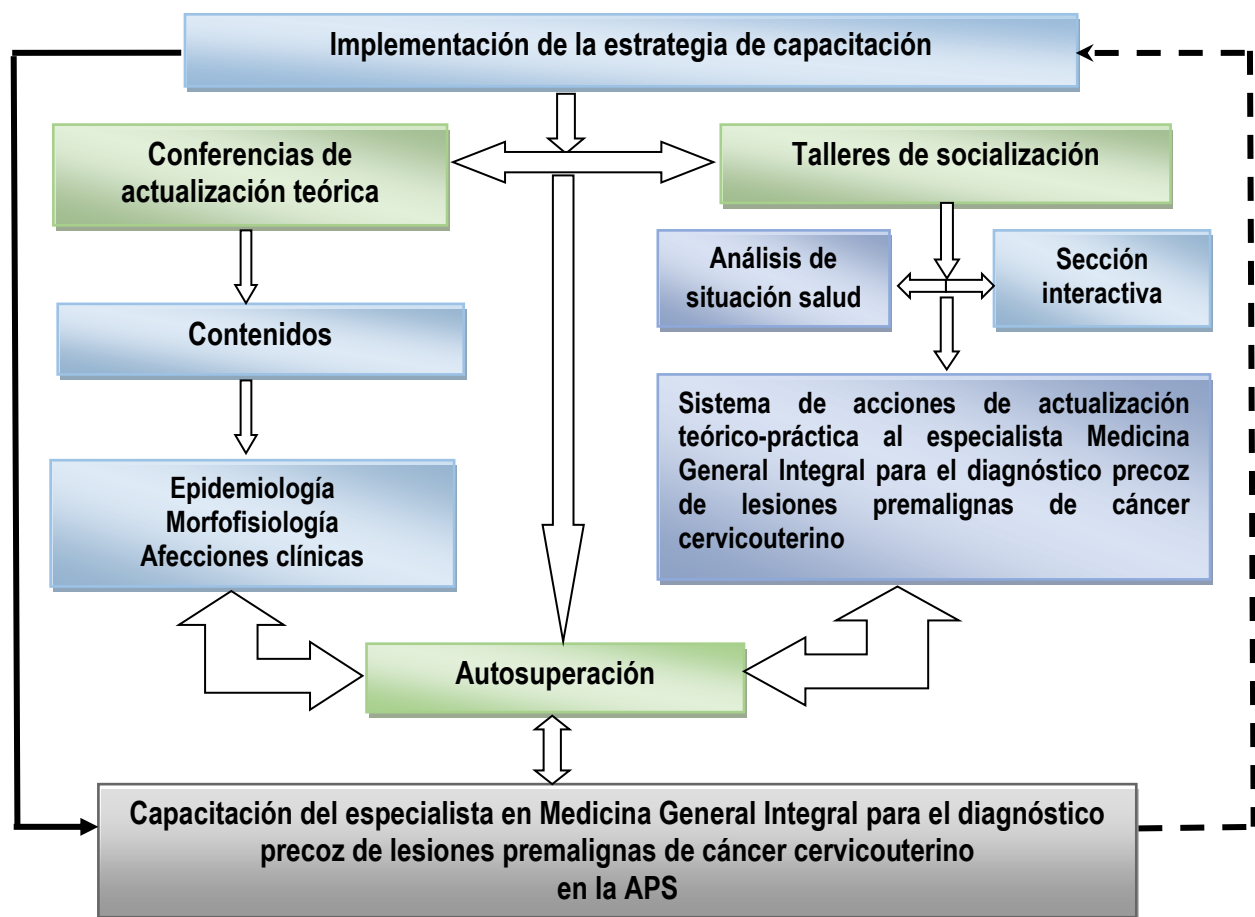 Implementación de la estrategia de capacitación
Conferencias de
actualización teórica
Talleres de socialización
Análisis de
situación salud
Sección
interactiva
Contenidos
Sistema de acciones de actualización
teórico-práctica al especialista Medicina
General Integral para el diagnóstico precoz
de lesiones premalignas de cáncer
cervicouterino
Epidemiología
Morfofisiología
Afecciones clínicas
Autosuperación
Capacitación del especialista en Medicina General Integral para el diagnóstico
precoz de lesiones premalignas de cáncer cervicouterino
en la APS